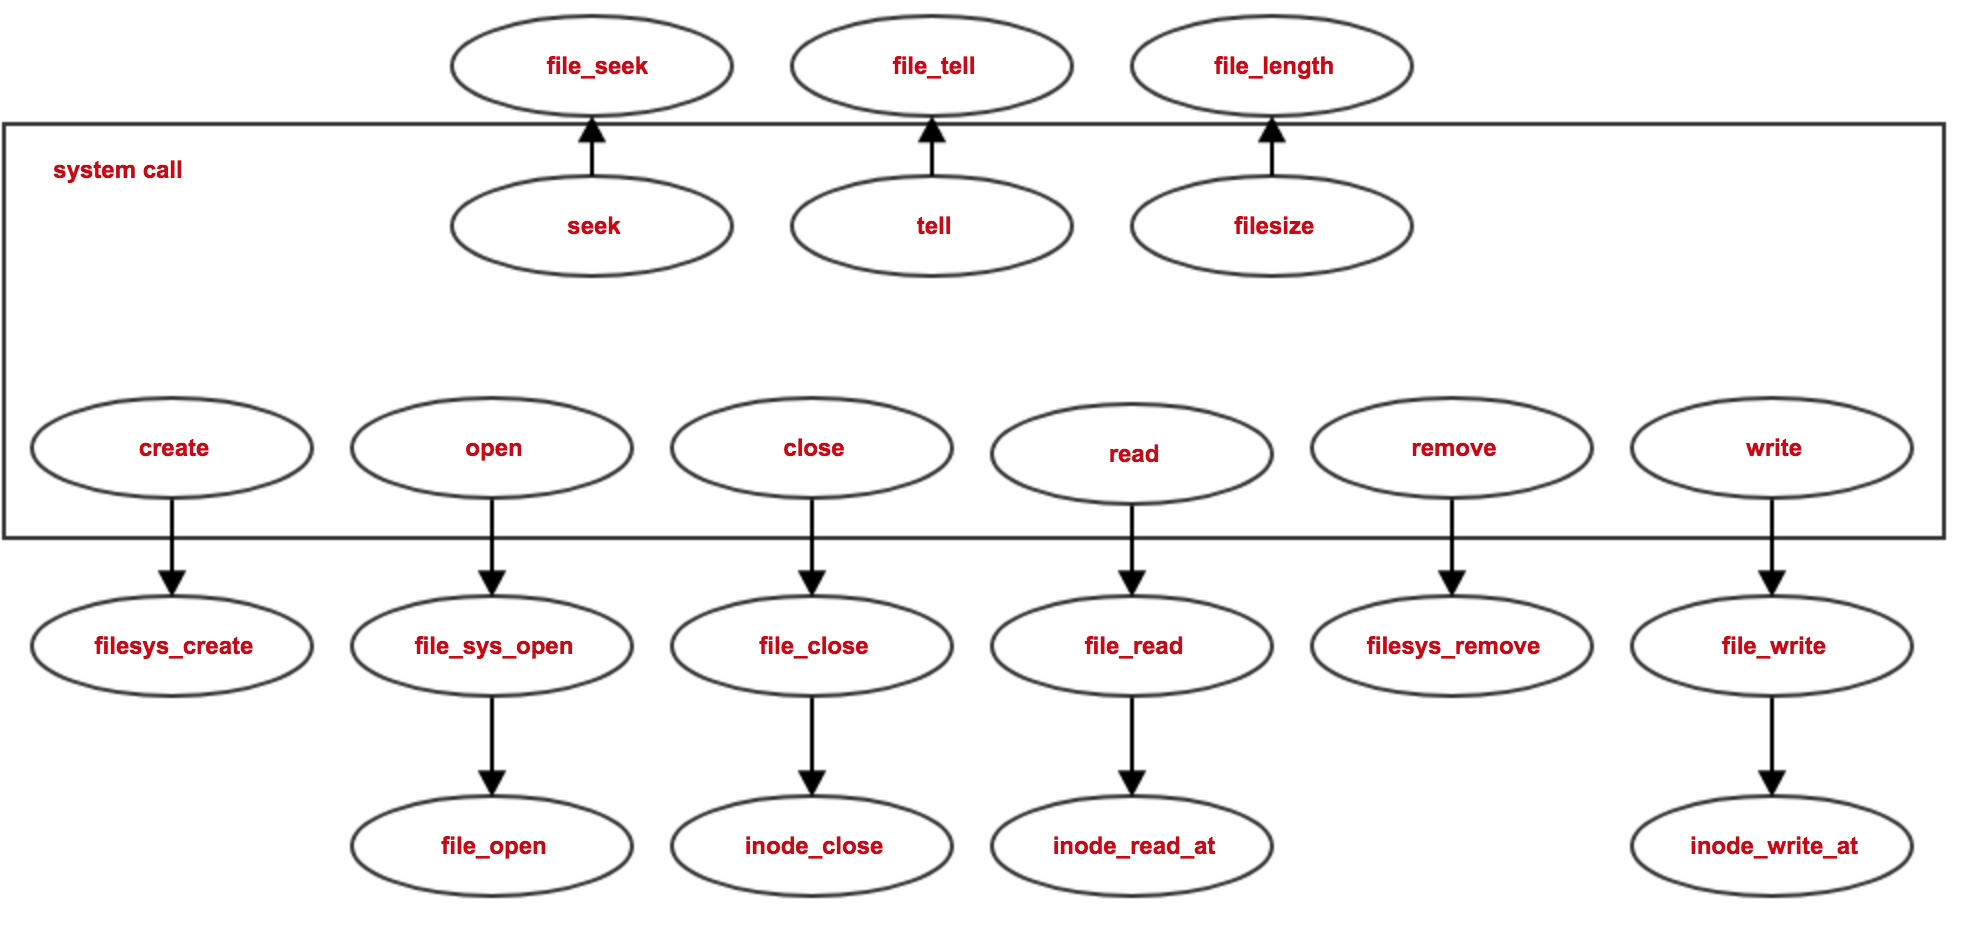 file_seek
file_tell
file_length
system call
seek
tell
filesize
create
open
close
read
remove
write
filesys_create
file_sys_open
file_close
file_read
filesys_remove
file_write
file_open
inode_close
inode_read_at
inode_write_at